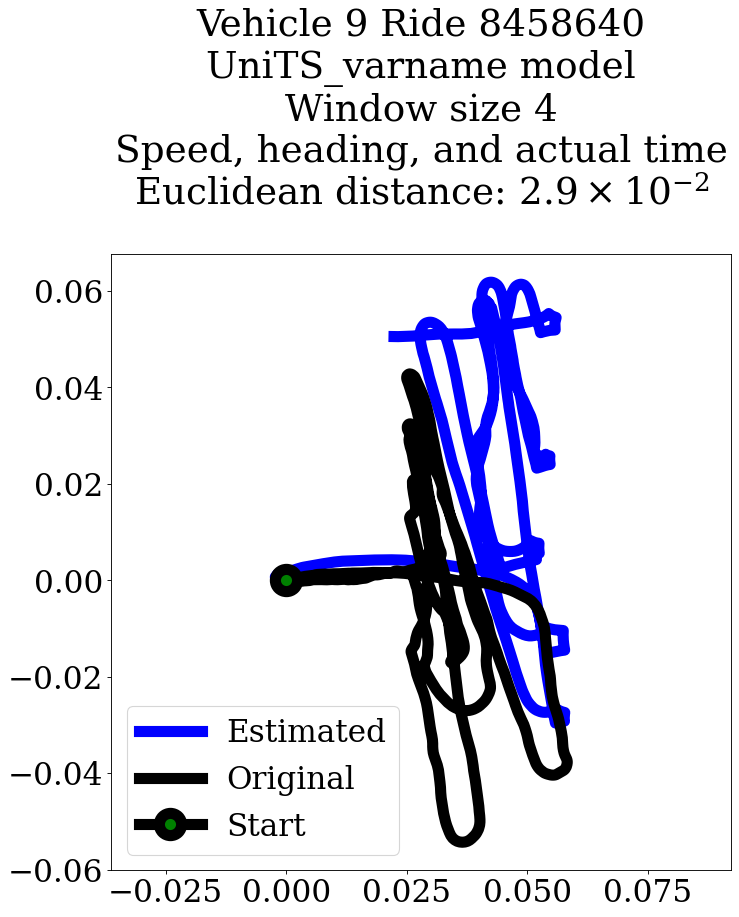 Vehicle 9 Ride 8458640
UniTS_varname model
Window size 4
Speed, heading, and actual time
Euclidean distance: 2.9 × 10⁻²
0.06
0.04
0.02
0.00
−0.02
−0.04
−0.06
Estimated
Original
Start
−0.025 0.000 0.025 0.050 0.075